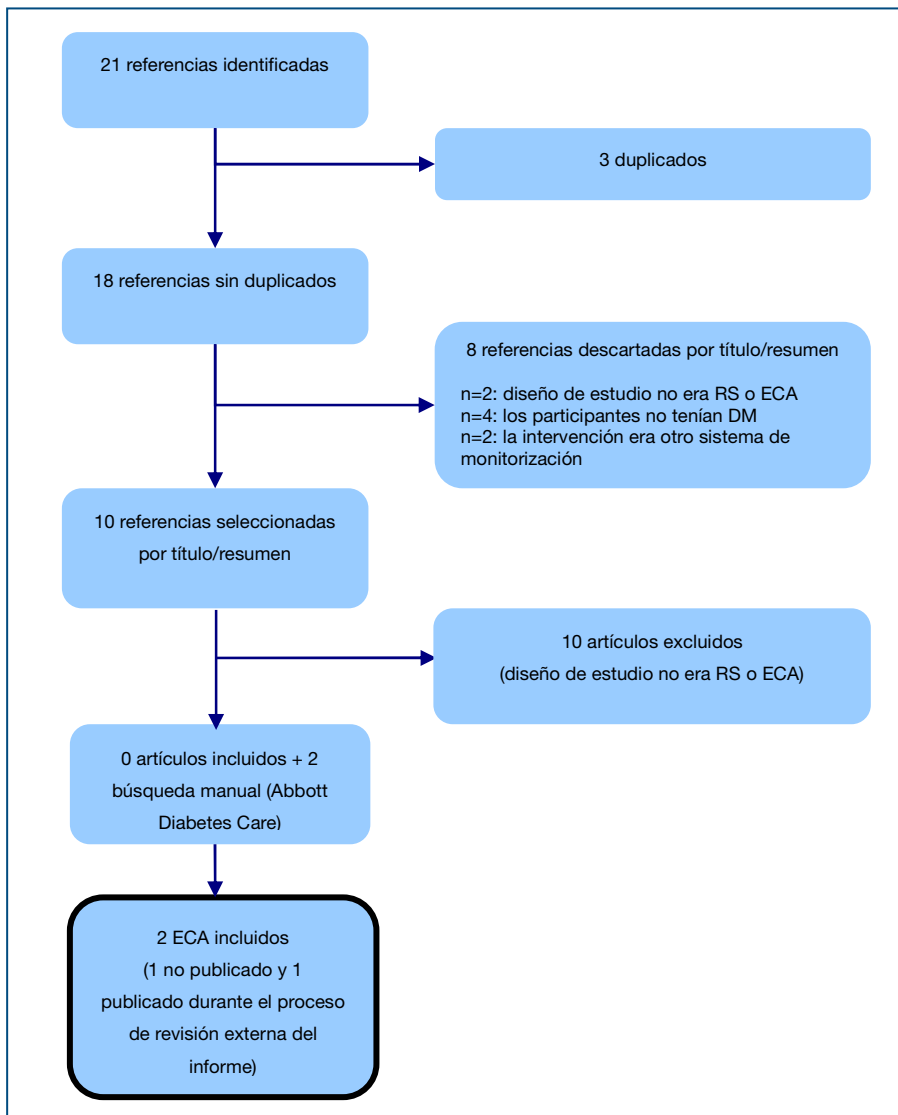 21 referencias identificadas
3 duplicados
18 referencias sin duplicados
8 referencias descartadas por título/resumen
n=2: diseño de estudio no era RS o ECA
n=4: los participantes no tenían DM
n=2: la intervención era otro sistema de
monitorización
10 referencias seleccionadas
por título/resumen
10 artículos excluidos
(diseño de estudio no era RS o ECA)
0 artículos incluidos + 2
búsqueda manual (Abbott
Diabetes Care)
2 ECA incluidos
(1 no publicado y 1
publicado durante el proceso
de revisión externa del
informe)